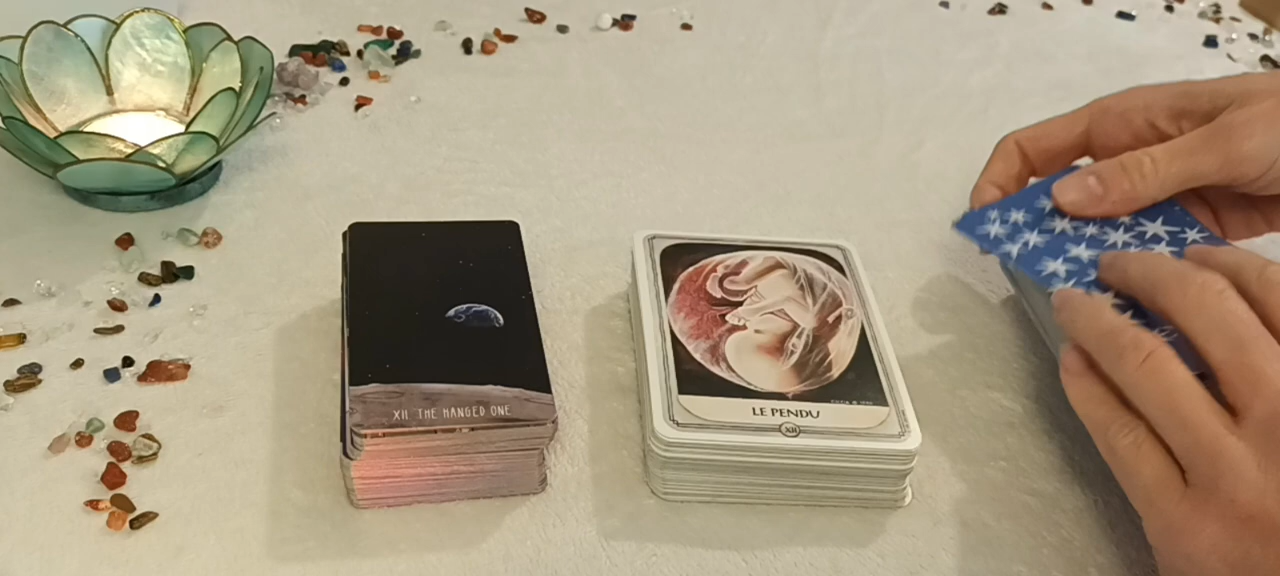 XII THE HANGED ONE
LE PENDU
XII